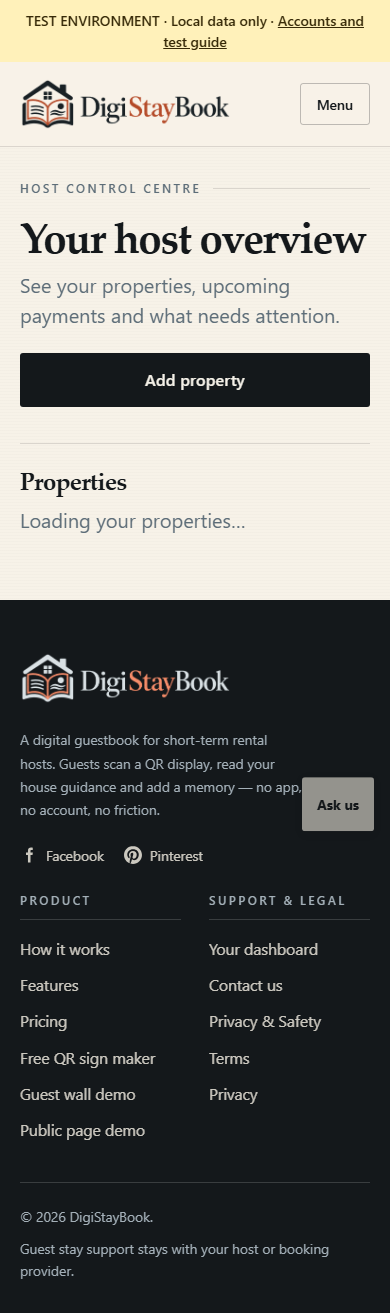 TEST ENVIRONMENT · Local data only · Accounts and
test guide
DigiStayBook
Menu
HOST CONTROL CENTRE
Your host overview
See your properties, upcoming
payments and what needs attention.
Add property
Properties
Loading your properties…
DigiStayBook
A digital guestbook for short-term rental
hosts. Guests scan a QR display, read your
house guidance and add a memory — no app,
no account, no friction.
Ask us
Facebook
Pinterest
PRODUCT
How it works
Features
Pricing
Free QR sign maker
Guest wall demo
Public page demo
SUPPORT & LEGAL
Your dashboard
Contact us
Privacy & Safety
Terms
Privacy
© 2026 DigiStayBook.
Guest stay support stays with your host or booking
provider.